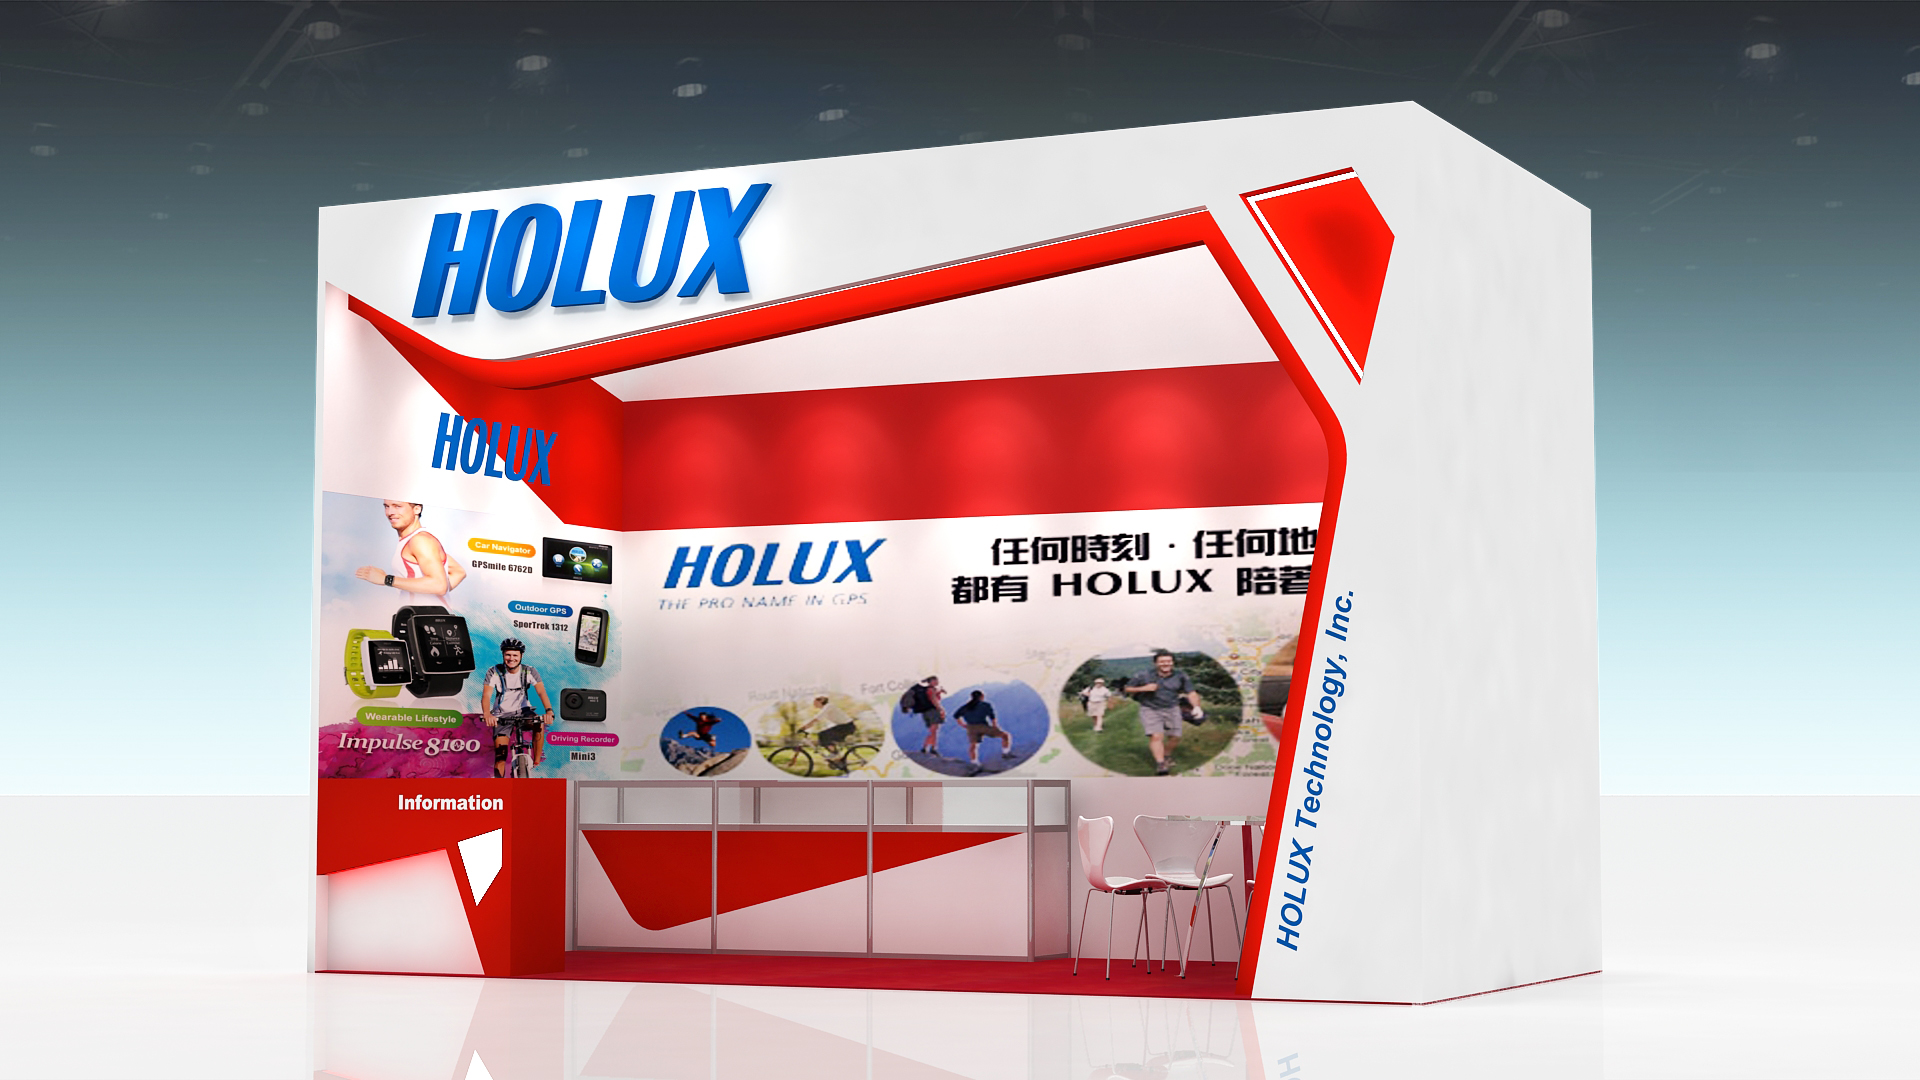 HOLUX
HOLUX
Car Navigator
GPSmile 6762D
Outdoor GPS
SporTrek 1312
Wearable Lifestyle
Impulse 8100
Driving Recorder
Mini3
Information
HOLUX
THE PRO NAME IN GPS
任何時刻 · 任何地
都有 HOLUX 陪著
Fort Coll
HOLUX Technology, Inc.